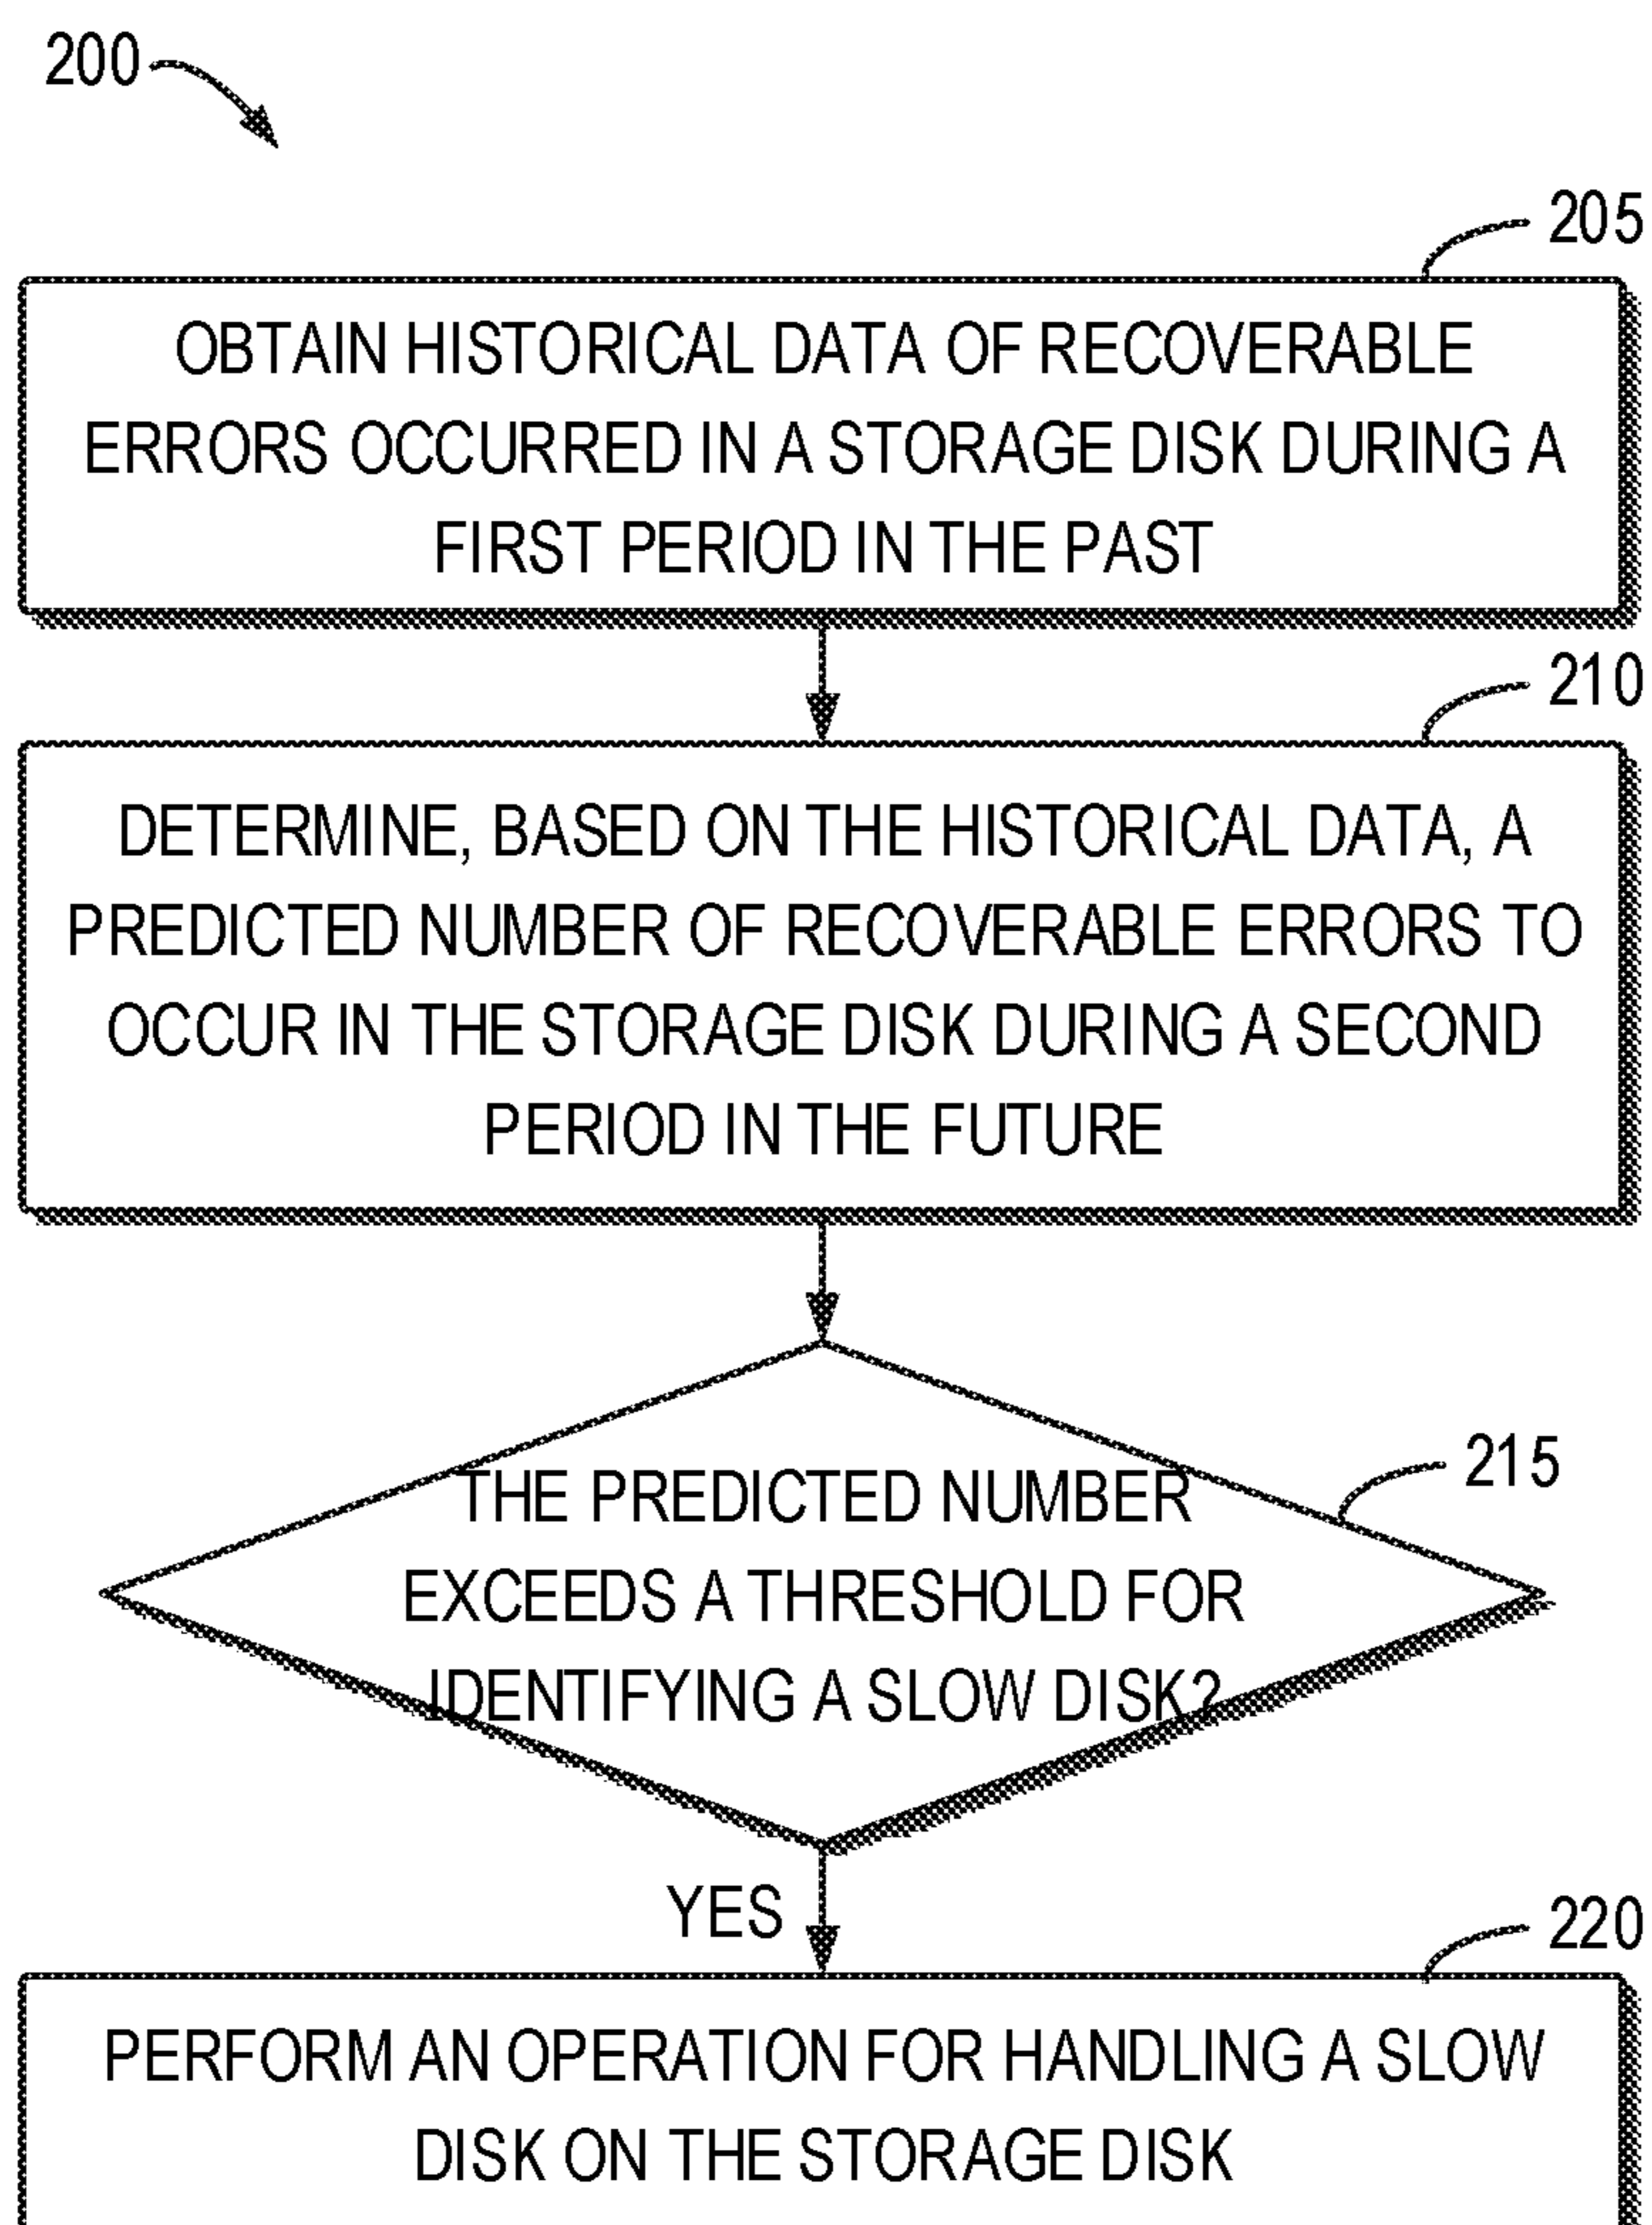 200
205
OBTAIN HISTORICAL DATA OF RECOVERABLE
ERRORS OCCURRED IN A STORAGE DISK DURING A
FIRST PERIOD IN THE PAST
210
DETERMINE, BASED ON THE HISTORICAL DATA, A
PREDICTED NUMBER OF RECOVERABLE ERRORS TO
OCCUR IN THE STORAGE DISK DURING A SECOND
PERIOD IN THE FUTURE
215
THE PREDICTED NUMBER
EXCEEDS A THRESHOLD FOR
IDENTIFYING A SLOW DISK?
YES
220
PERFORM AN OPERATION FOR HANDLING A SLOW
DISK ON THE STORAGE DISK